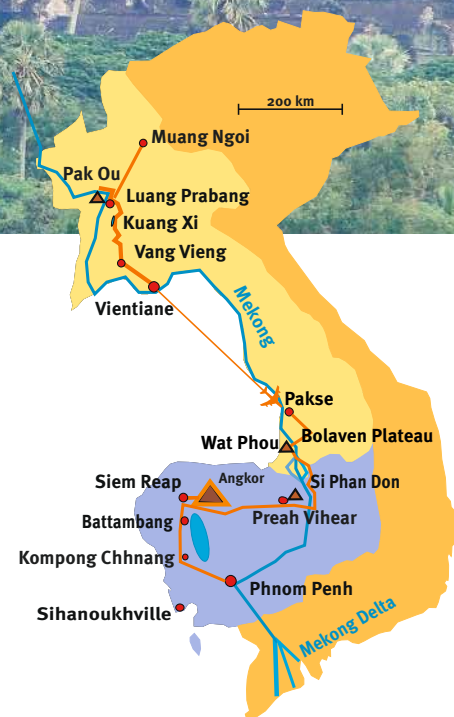 200 km
Muang Ngoi
Pak Ou
Luang Prabang
Kuang Xi
Vang Vieng
Vientiane
Mekong
Pakse
Bolaven Plateau
Wat Phou
Si Phan Don
Siem Reap
Angkor
Battambang
Preah Vihear
Kompong Chhnang
Phnom Penh
Sihanoukhville
Mekong Delta